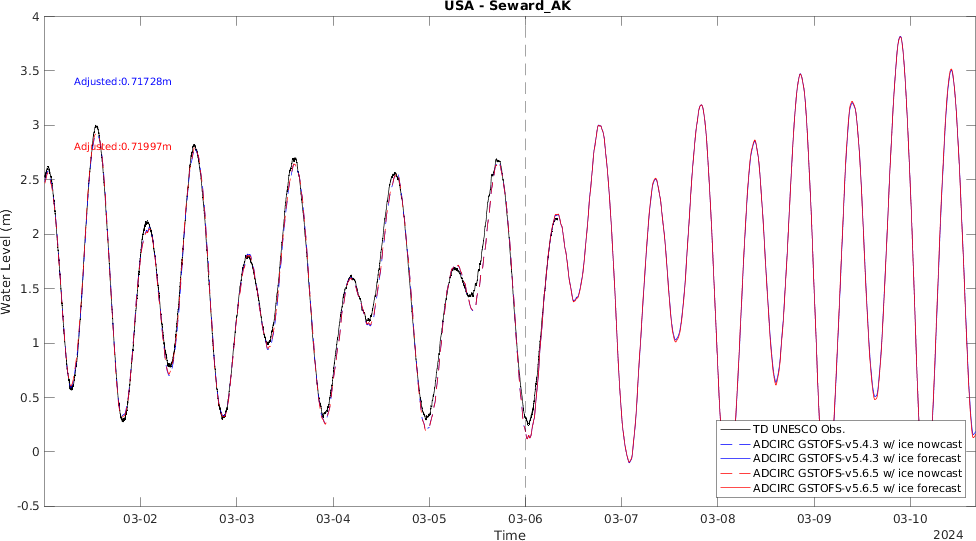 USA - Seward_AK
4
3.5
3
2.5
2
1.5
1
0.5
0
-0.5
Water Level (m)
Adjusted:0.71728m
Adjusted:0.71997m
TD UNESCO Obs.
ADCIRC GSTOFS-v5.4.3 w/ ice nowcast
ADCIRC GSTOFS-v5.4.3 w/ ice forecast
ADCIRC GSTOFS-v5.6.5 w/ ice nowcast
ADCIRC GSTOFS-v5.6.5 w/ ice forecast
03-02 03-03 03-04 03-05 03-06 03-07 03-08 03-09 03-10
Time
2024